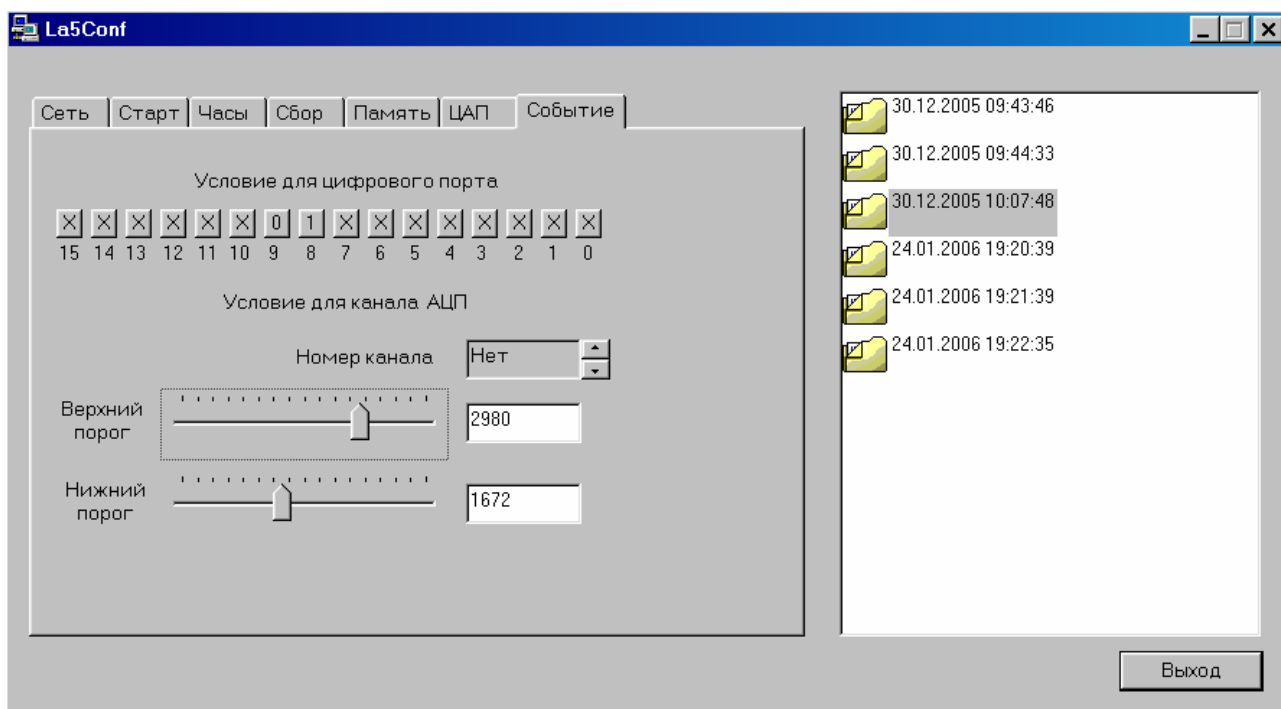 La5Conf
Сеть Старт Часы Сбор Память ЦАП Событие
Условие для цифрового порта
X X X X X X 0 1 X X X X X X X X
15 14 13 12 11 10 9 8 7 6 5 4 3 2 1 0
Условие для канала АЦП
Номер канала Нет
Верхний
порог
2980
Нижний
порог
1672
30.12.2005 09:43:46
30.12.2005 09:44:33
30.12.2005 10:07:48
24.01.2006 19:20:39
24.01.2006 19:21:39
24.01.2006 19:22:35
Выход